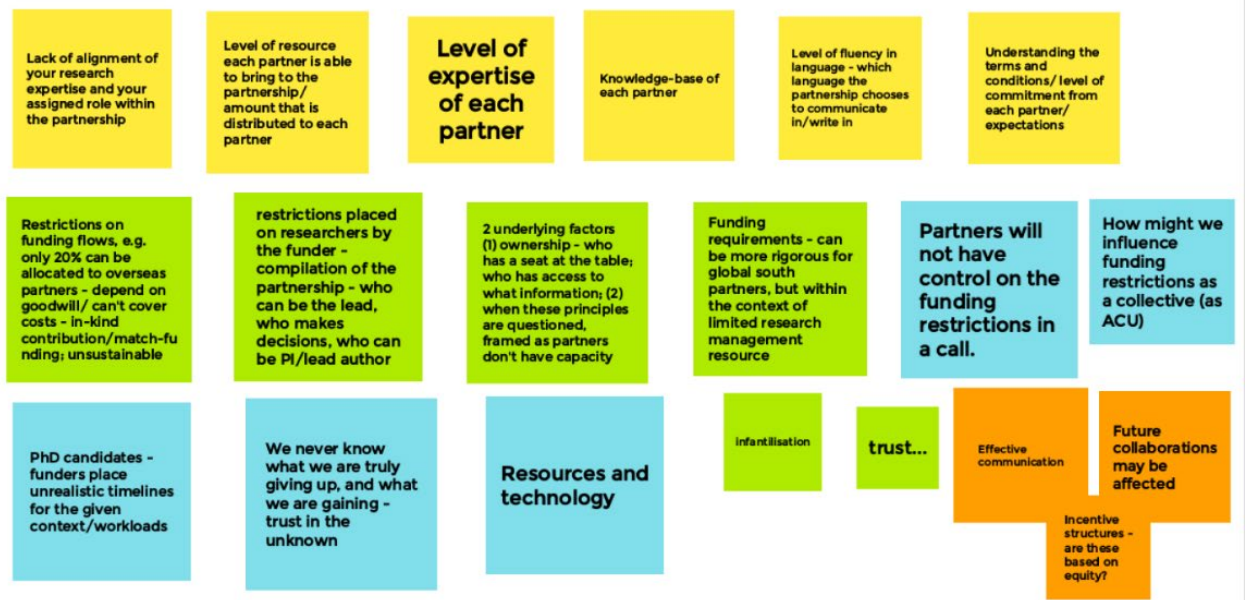 Lack of alignment of
your research
expertise and your
assigned role within
the partnership
Level of resource
each partner is able
to bring to the
partnership/
amount that is
distributed to each
partner
Level of
expertise
of each
partner
Knowledge-base of
each partner
Level of fluency in
language - which
language the
partnership chooses
to communicate
in/write in
Understanding the
terms and
conditions/ level of
commitment from
each partner/
expectations
Restrictions on
funding flows, e.g.
only 20% can be
allocated to overseas
partners - depend on
goodwill/ can't cover
costs - in-kind
contribution/match-fu
nding; unsustainable
restrictions placed
on researchers by
the funder -
compilation of the
partnership - who
can be the lead,
who makes
decisions, who can
be PI/lead author
2 underlying factors
(1) ownership - who
has a seat at the table;
who has access to
what information; (2)
when these principles
are questioned,
framed as partners
don't have capacity
Funding
requirements - can
be more rigorous for
global south
partners, but within
the context of
limited research
management
resource
Partners will
not have
control on the
funding
restrictions in
a call.
How might we
influence
funding
restrictions as
a collective (as
ACU)
PhD candidates -
funders place
unrealistic timelines
for the given
context/workloads
We never know
what we are truly
giving up, and what
we are gaining -
trust in the
unknown
Resources and
technology
infantilisation
trust...
Effective
communication
Future
collaborations
may be
affected
Incentive
structures -
are these
based on
equity?